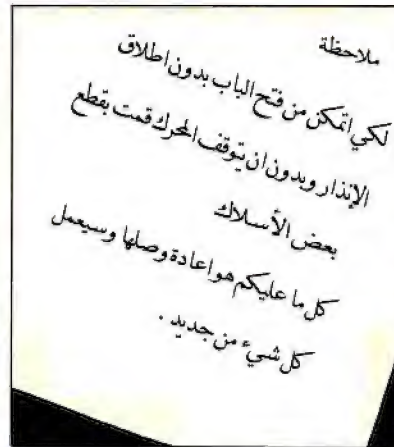 ملاحظة
لكي اتمكن من فتح الباب بدون اطلاق
الإنذار وبدون ان يتوقف المحرك قمت بقطع
بعض الأسلاك
كل ما عليكم هو اعادة وصلها وسيعمل
كل شيء من جديد .